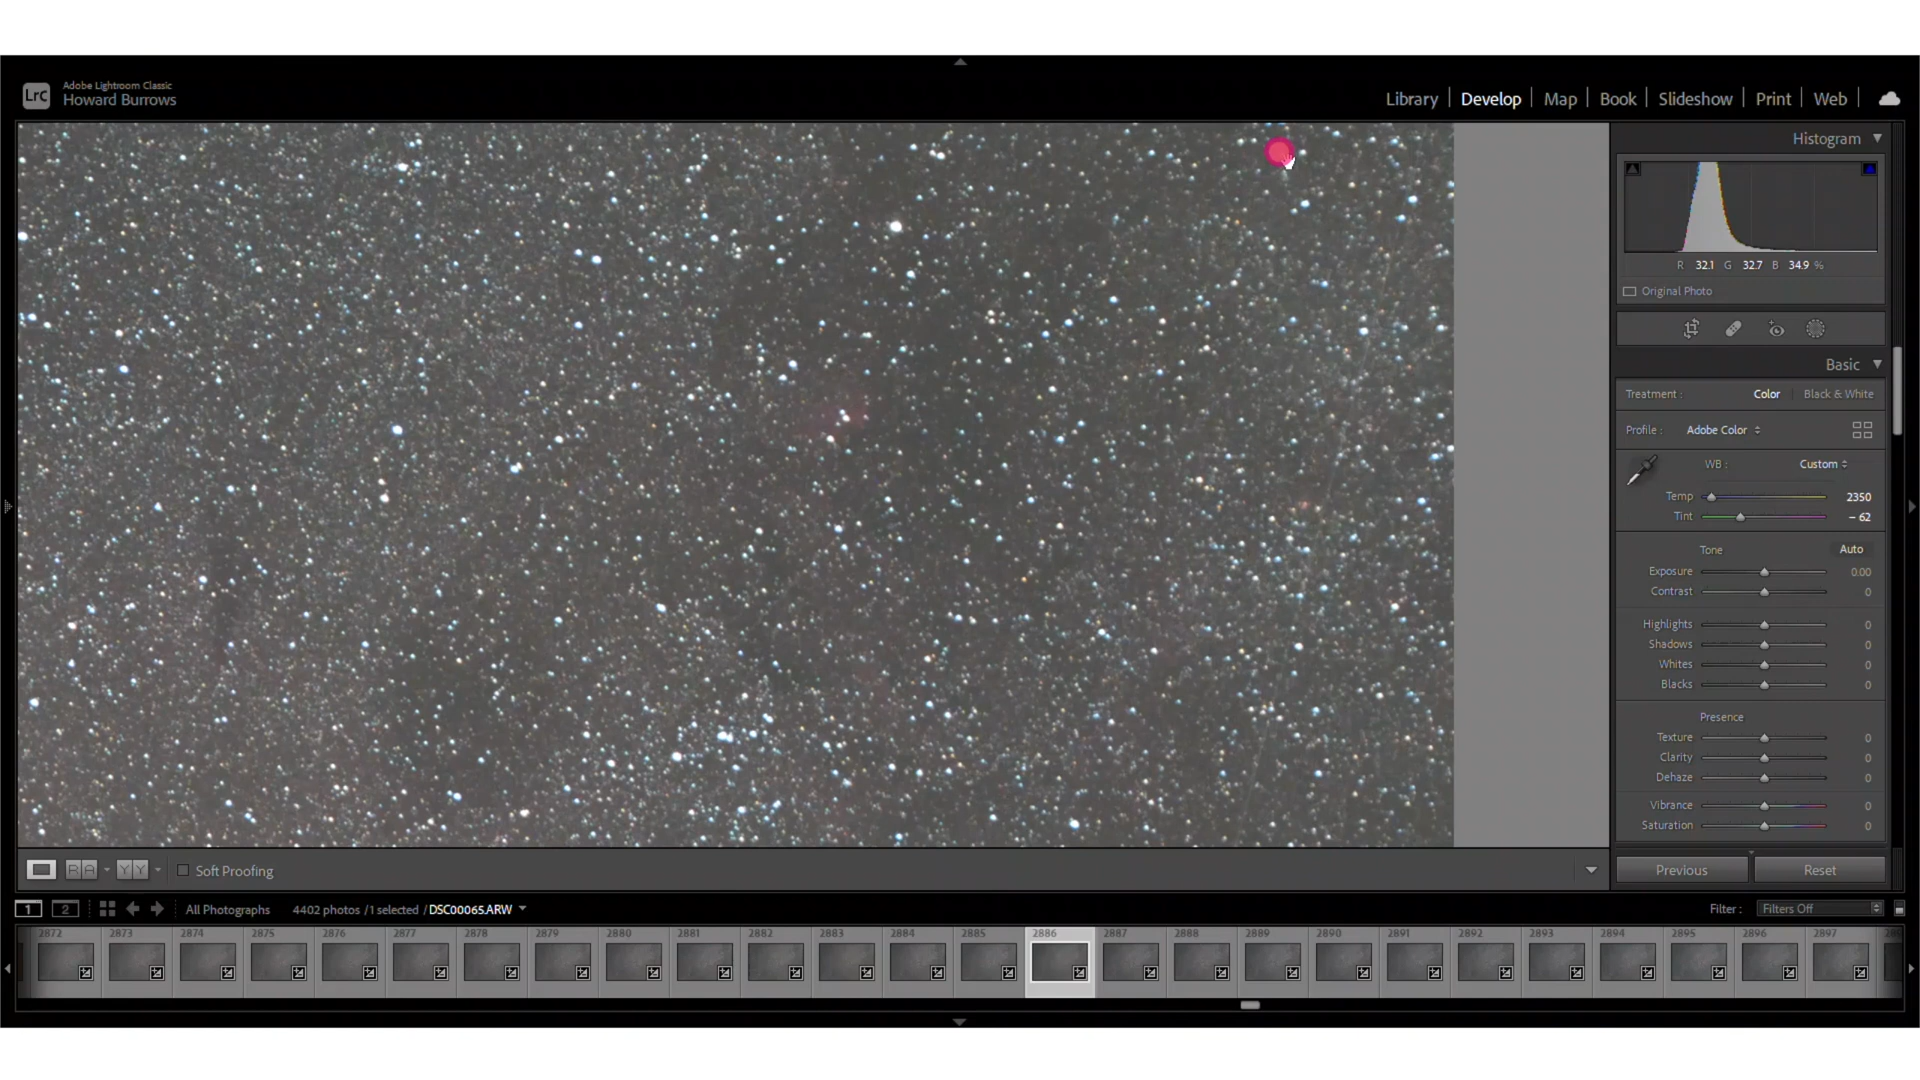 LrC
Adobe Lightroom Classic
Howard Burrows
Library Develop Map Book Slideshow Print Web
Histogram
R 32.1 G 32.7 B 34.9 %
Original Photo
Basic
Treatment : Color Black & White
Profile : Adobe Color
WB : Custom
Temp 2350
Tint – 62
Tone Auto
Exposure 0.00
Contrast 0
Highlights 0
Shadows 0
Whites 0
Blacks 0
Presence
Texture 0
Clarity 0
Dehaze 0
Vibrance 0
Saturation 0
R A Y Y Soft Proofing
Previous Reset
1 2 All Photographs 4402 photos / 1 selected / DSC00065.ARW
Filter : Filters Off
2872 2873 2874 2875 2876 2877 2878 2879 2880 2881 2882 2883 2884 2885 2886 2887 2888 2889 2890 2891 2892 2893 2894 2895 2896 2897